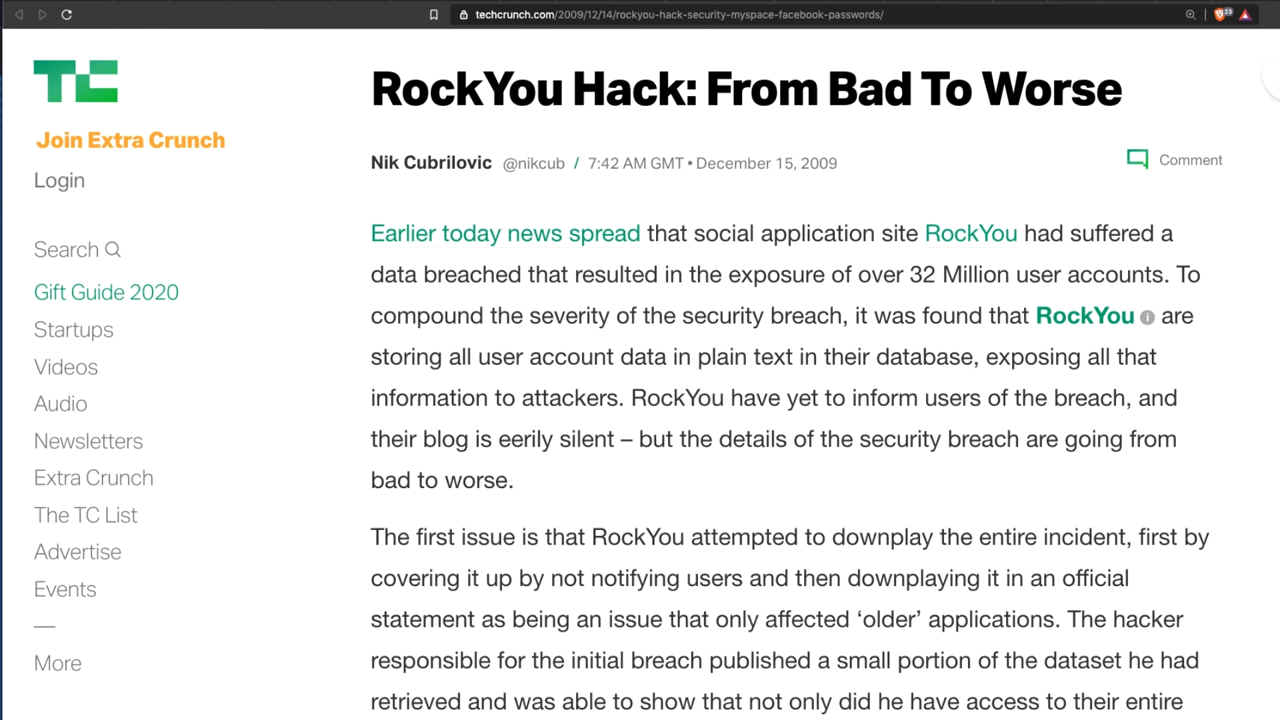 techcrunch.com/2009/12/14/rockyou-hack-security-myspace-facebook-passwords/
TC
Join Extra Crunch
Login
Search
Gift Guide 2020
Startups
Videos
Audio
Newsletters
Extra Crunch
The TC List
Advertise
Events
—
More
RockYou Hack: From Bad To Worse
Nik Cubrilovic @nikcub / 7:42 AM GMT • December 15, 2009
Comment
Earlier today news spread that social application site RockYou had suffered a
data breached that resulted in the exposure of over 32 Million user accounts. To
compound the severity of the security breach, it was found that RockYou are
storing all user account data in plain text in their database, exposing all that
information to attackers. RockYou have yet to inform users of the breach, and
their blog is eerily silent – but the details of the security breach are going from
bad to worse.
The first issue is that RockYou attempted to downplay the entire incident, first by
covering it up by not notifying users and then downplaying it in an official
statement as being an issue that only affected ‘older’ applications. The hacker
responsible for the initial breach published a small portion of the dataset he had
retrieved and was able to show that not only did he have access to their entire